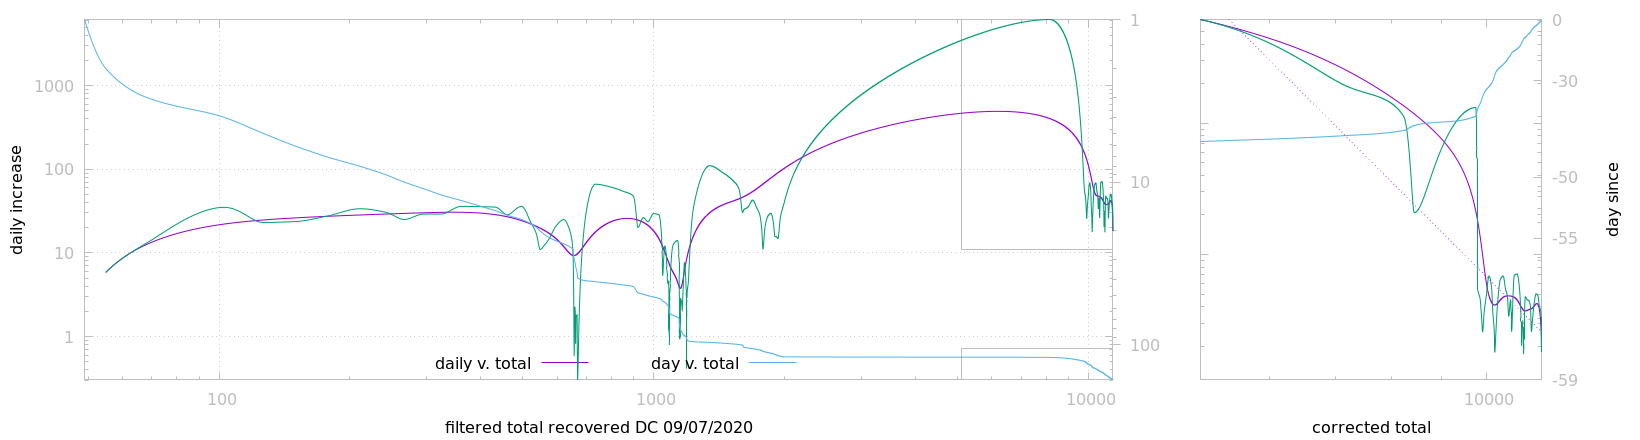 1000
100
10
1
daily increase
1
10
100
daily v. total
day v. total
100
1000
10000
filtered total recovered DC 09/07/2020
0
-30
-50
-55
-59
day since
10000
corrected total